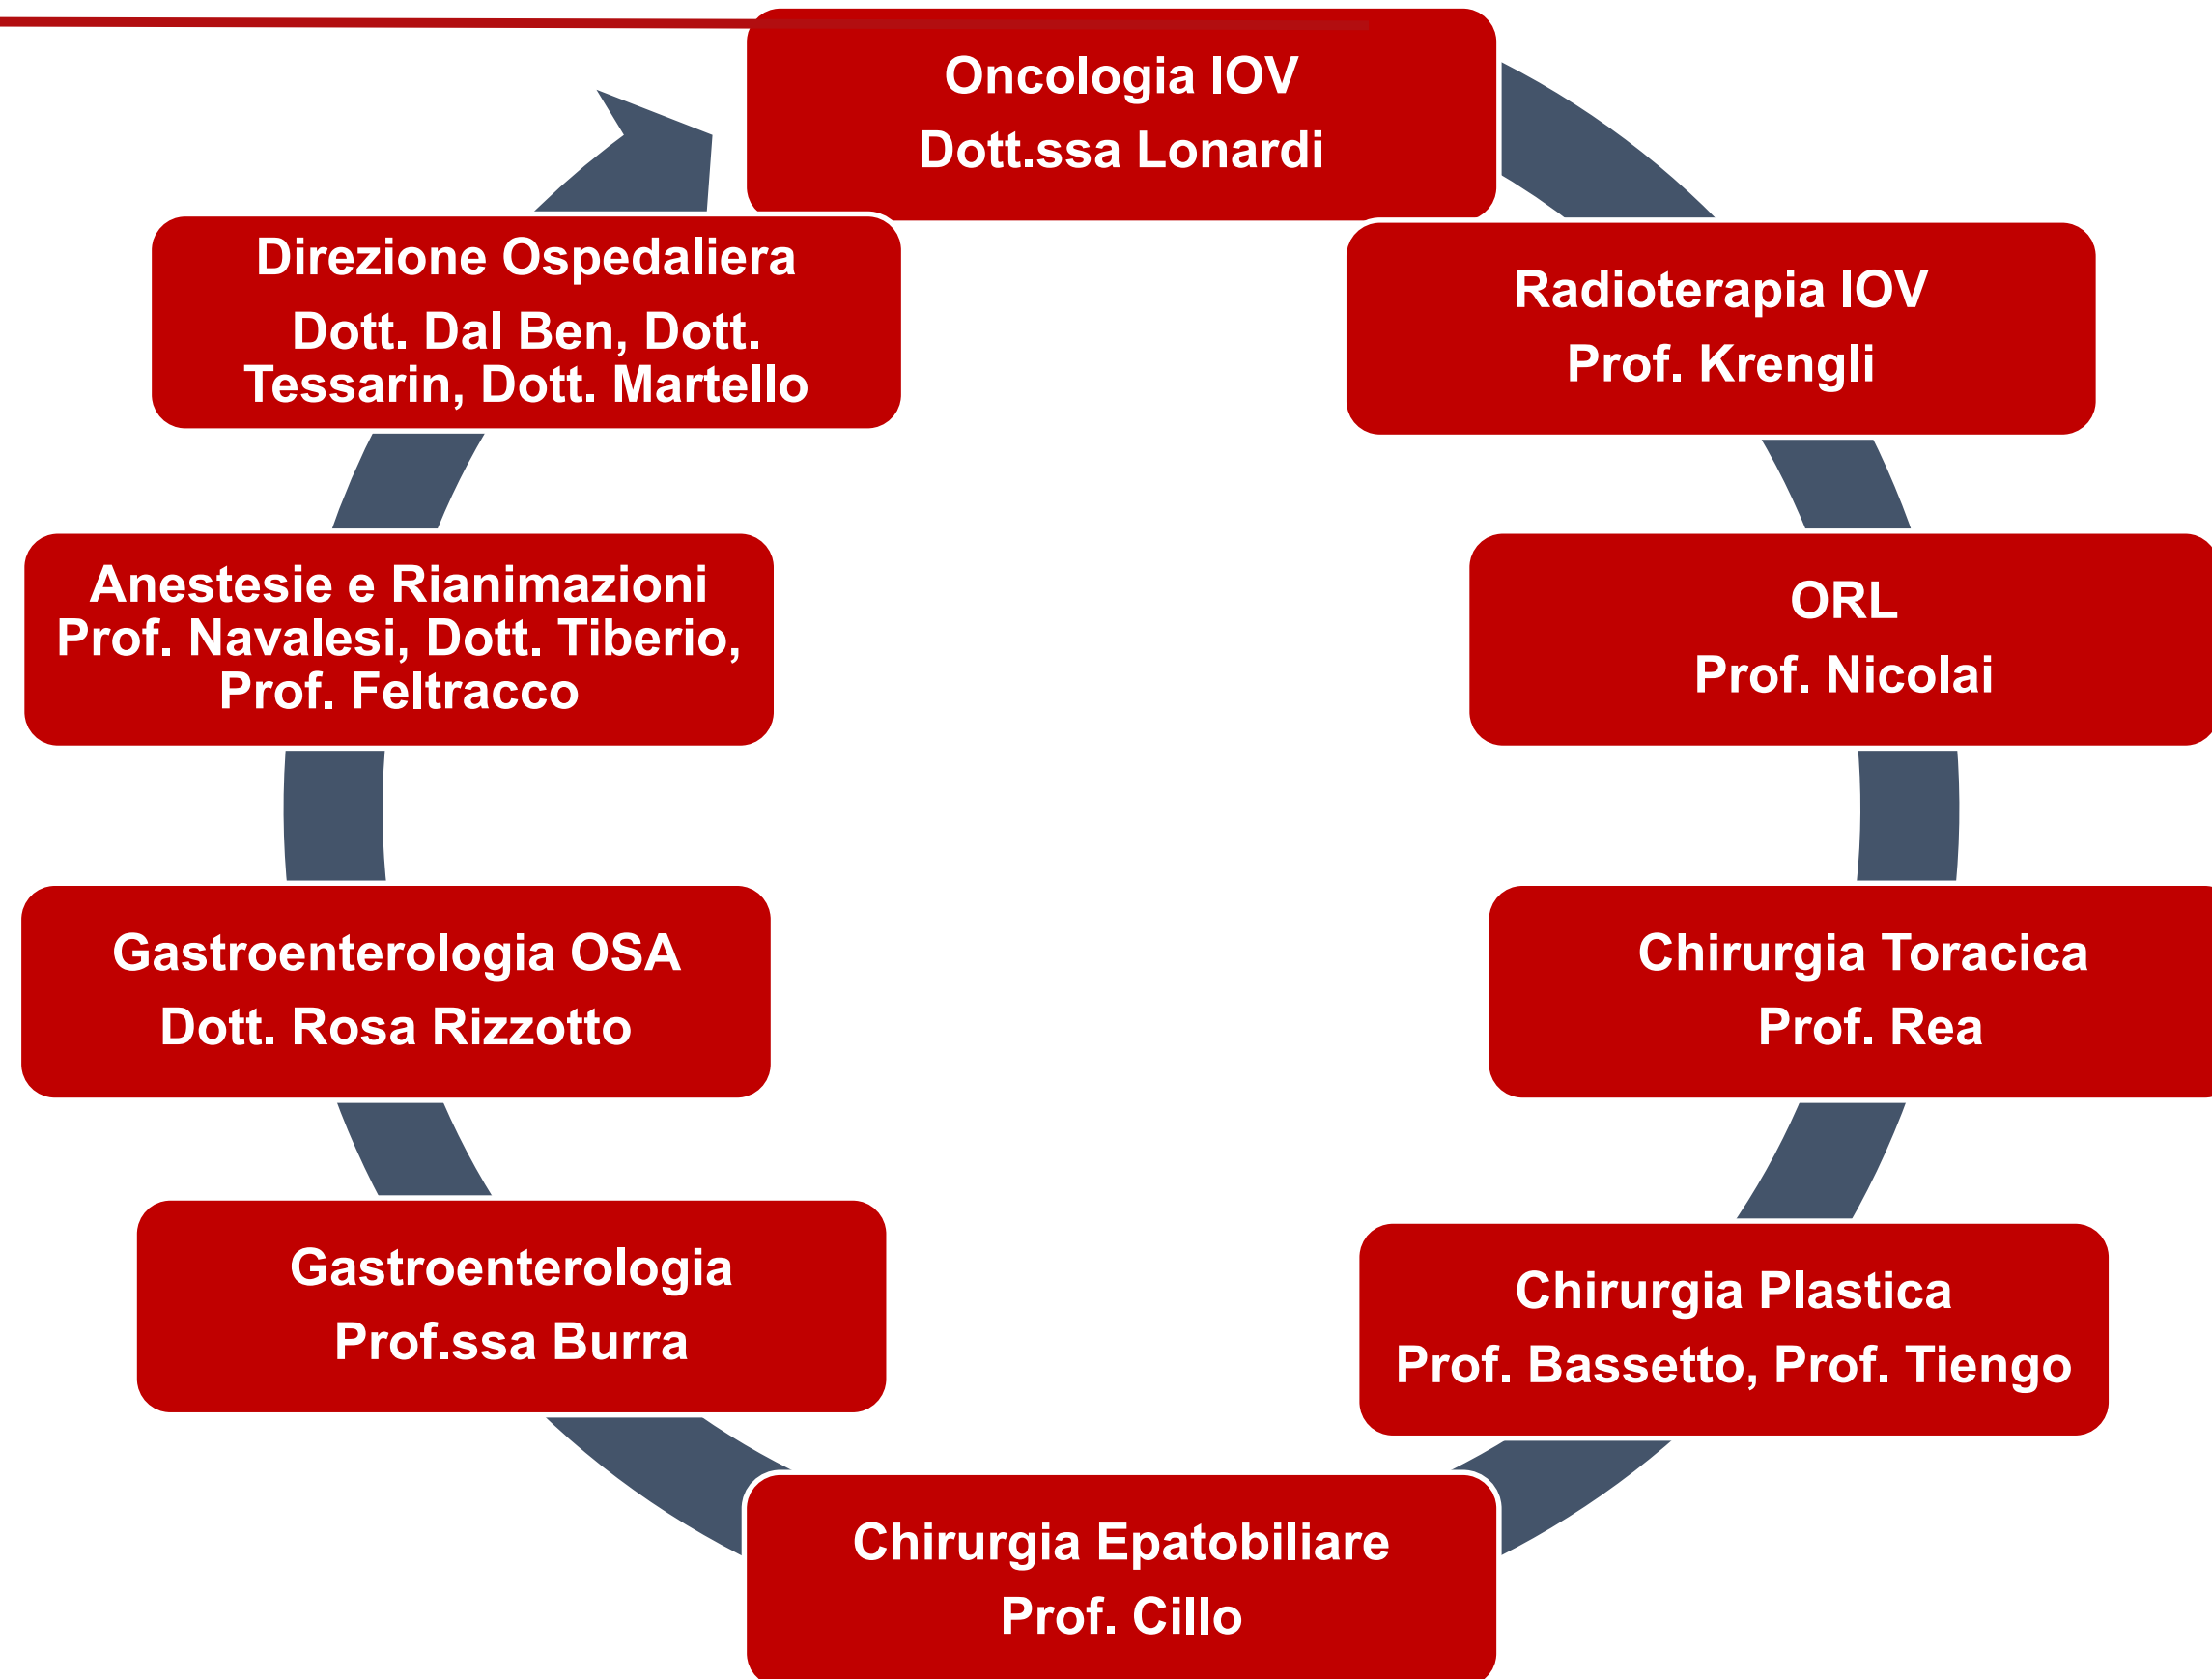 Oncologia IOV
Dott.ssa Lonardi
Radioterapia IOV
Prof. Krengli
ORL
Prof. Nicolai
Chirurgia Toracica
Prof. Rea
Chirurgia Plastica
Prof. Bassetto, Prof. Tiengo
Chirurgia Epatobiliare
Prof. Cillo
Gastroenterologia
Prof.ssa Burra
Gastroenterologia OSA
Dott. Rosa Rizzotto
Anestesie e Rianimazioni
Prof. Navalesi, Dott. Tiberio,
Prof. Feltracco
Direzione Ospedaliera
Dott. Dal Ben, Dott.
Tessarin, Dott. Martello